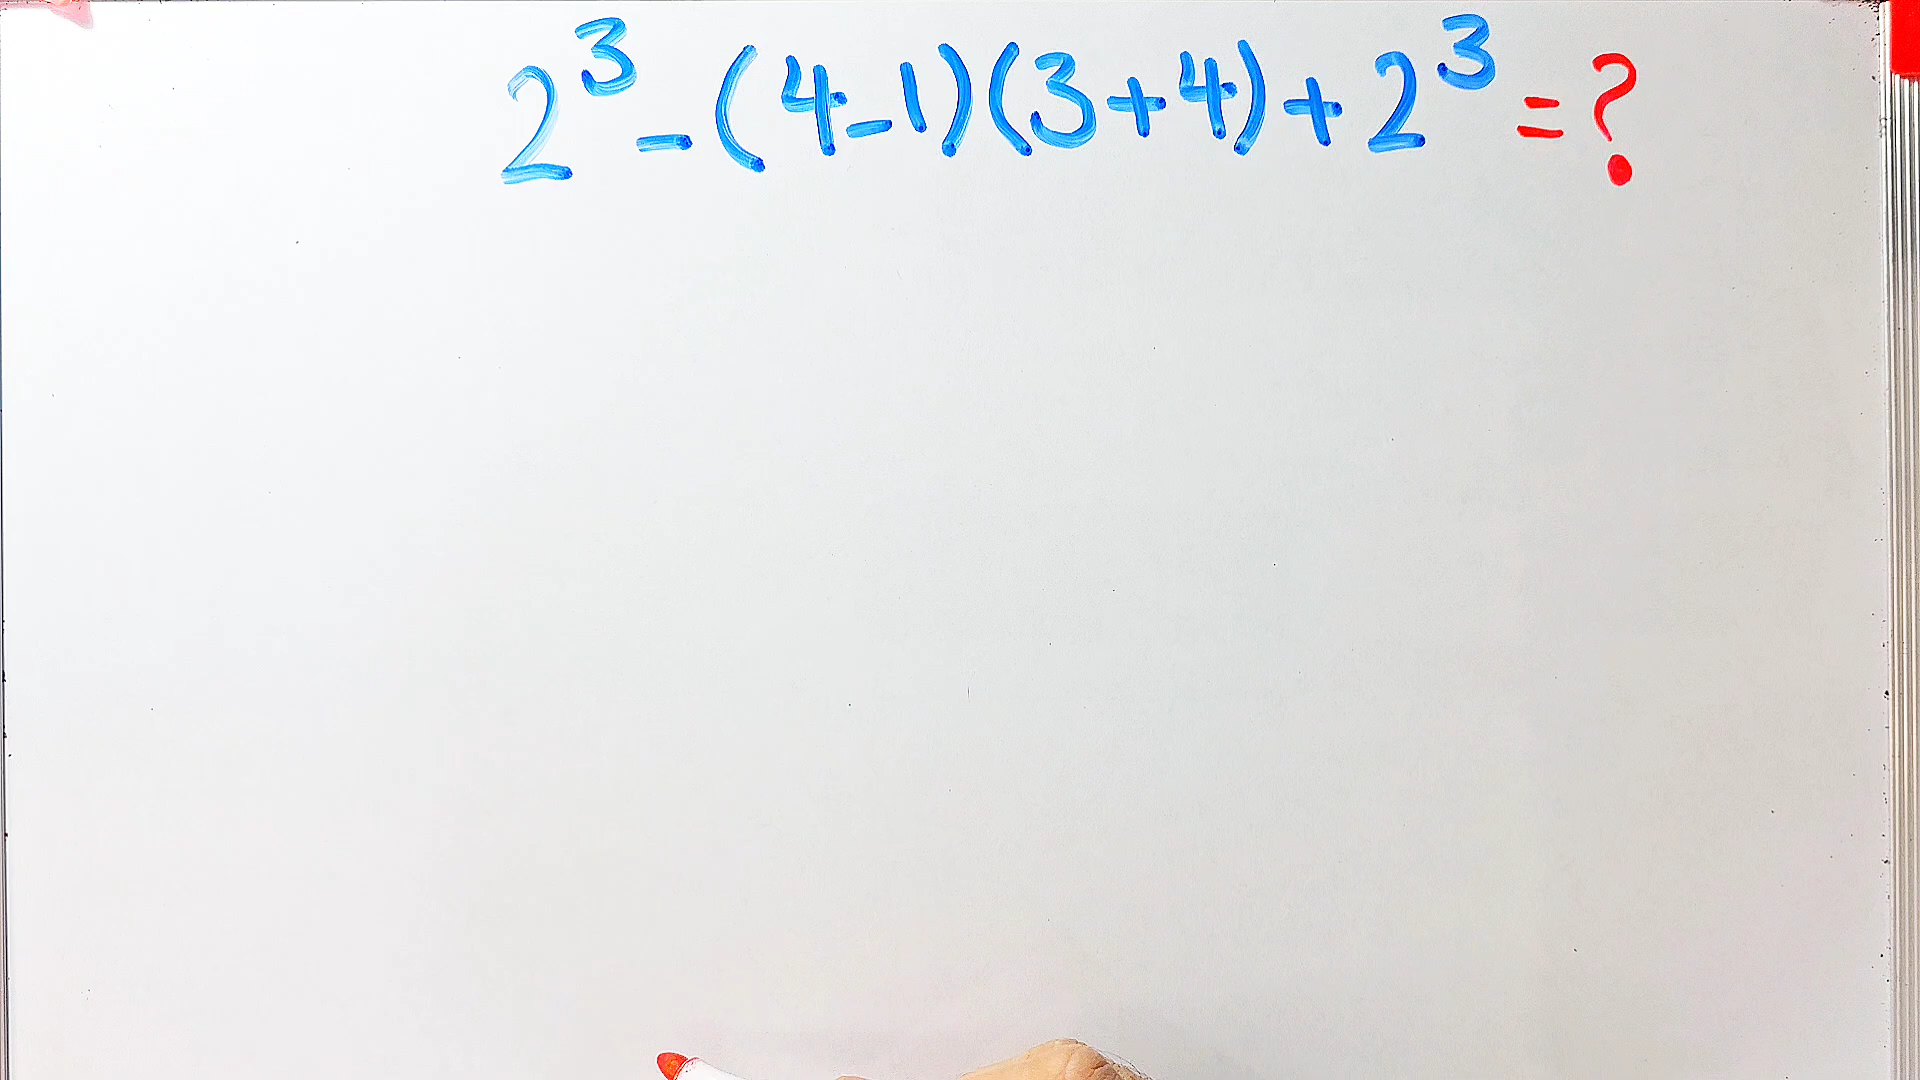 2³ - (4-1)(3+4) + 2³ = ?